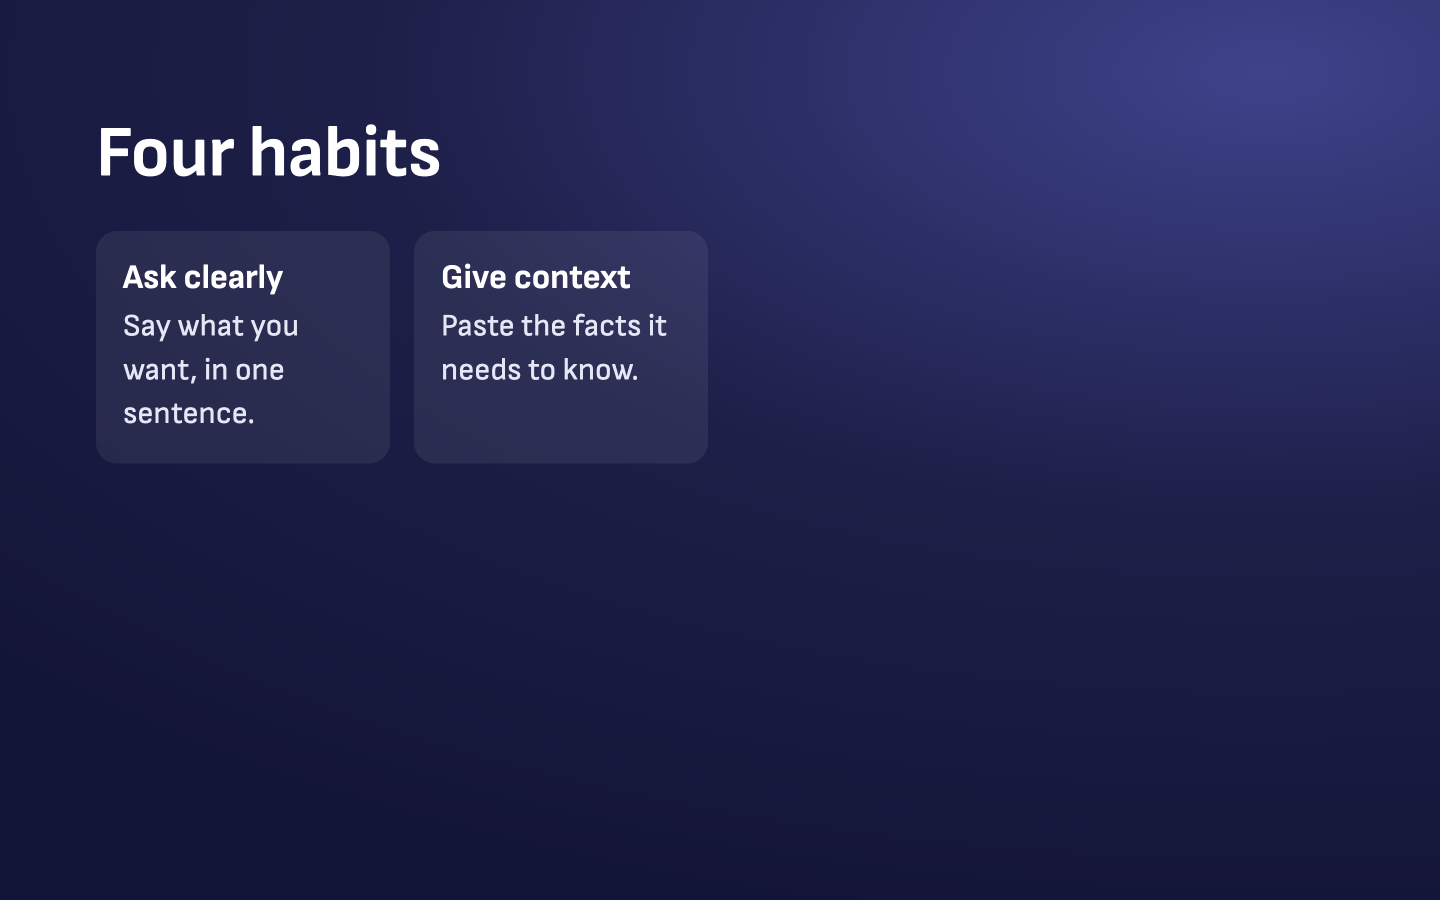 Four habits
Ask clearly
Say what you
want, in one
sentence.
Give context
Paste the facts it
needs to know.